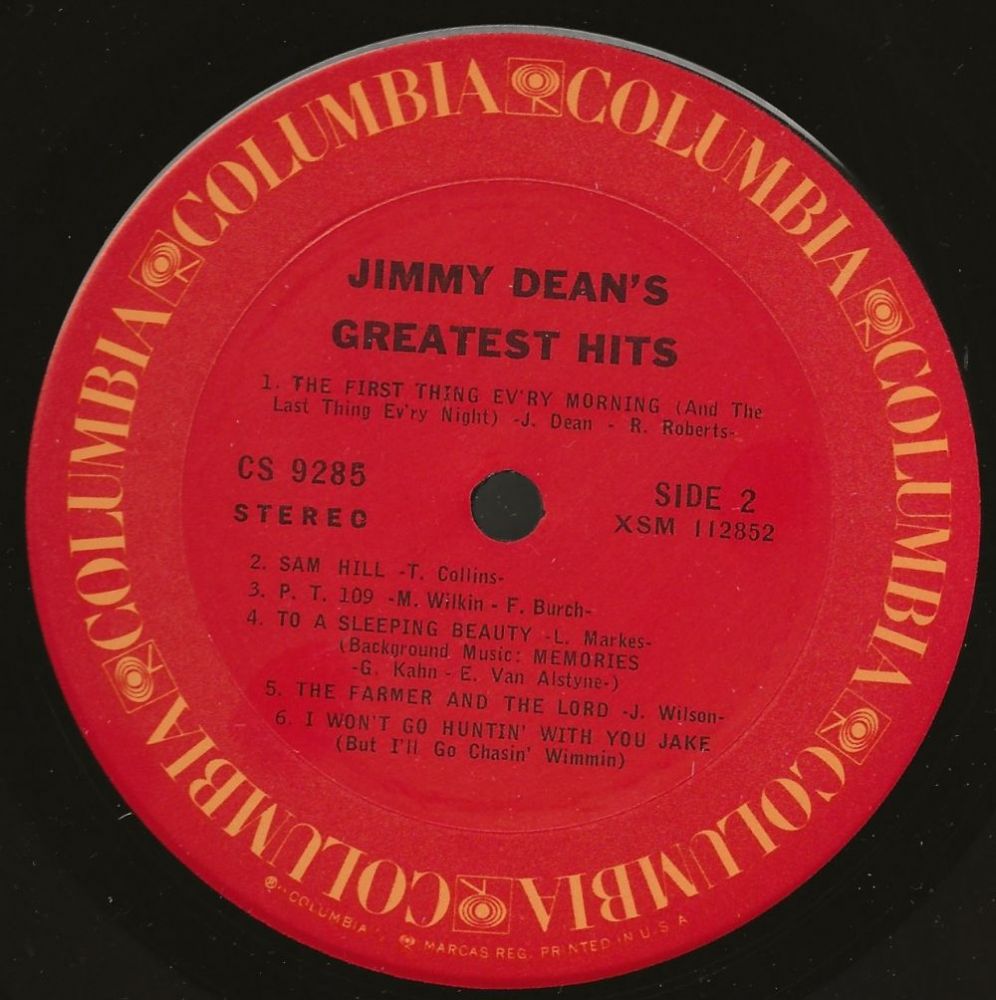 COLUMBIA COLUMBIA COLUMBIA COLUMBIA COLUMBIA COLUMBIA COLUMBIA
JIMMY DEAN'S
GREATEST HITS
1. THE FIRST THING EV'RY MORNING (And The
Last Thing Ev'ry Night) -J. Dean - R. Roberts-
CS 9285
STEREO
SIDE 2
XSM 112852
2. SAM HILL -T. Collins-
3. P. T. 109 -M. Wilkin - F. Burch-
4. TO A SLEEPING BEAUTY -L. Markes-
(Background Music: MEMORIES
-G. Kahn - E. Van Alstyne-)
5. THE FARMER AND THE LORD -J. Wilson-
6. I WON'T GO HUNTIN' WITH YOU JAKE
(But I'll Go Chasin' Wimmin)
® "COLUMBIA", MARCAS REG. PRINTED IN U.S.A